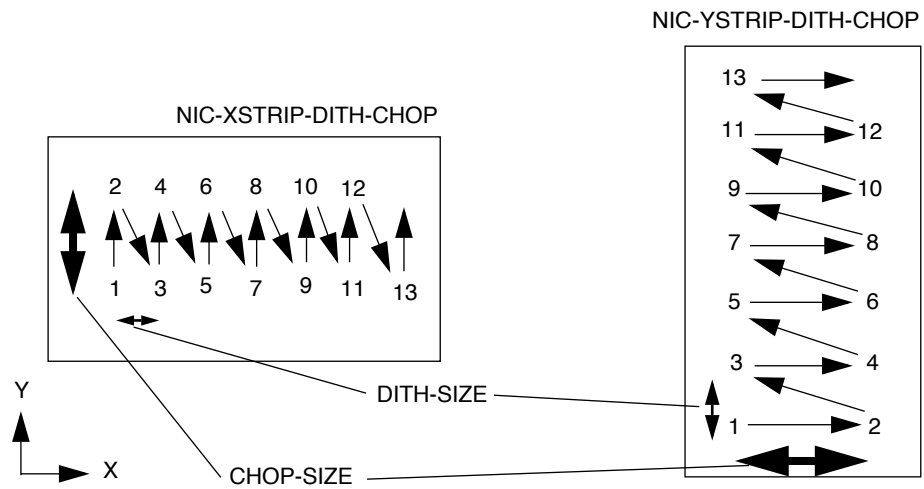 NIC-YSTRIP-DITH-CHOP
13
11 12
9 10
7 8
5 6
3 4
1 2
NIC-XSTRIP-DITH-CHOP
2 4 6 8 10 12
1 3 5 7 9 11 13
DITH-SIZE
CHOP-SIZE
Y
X